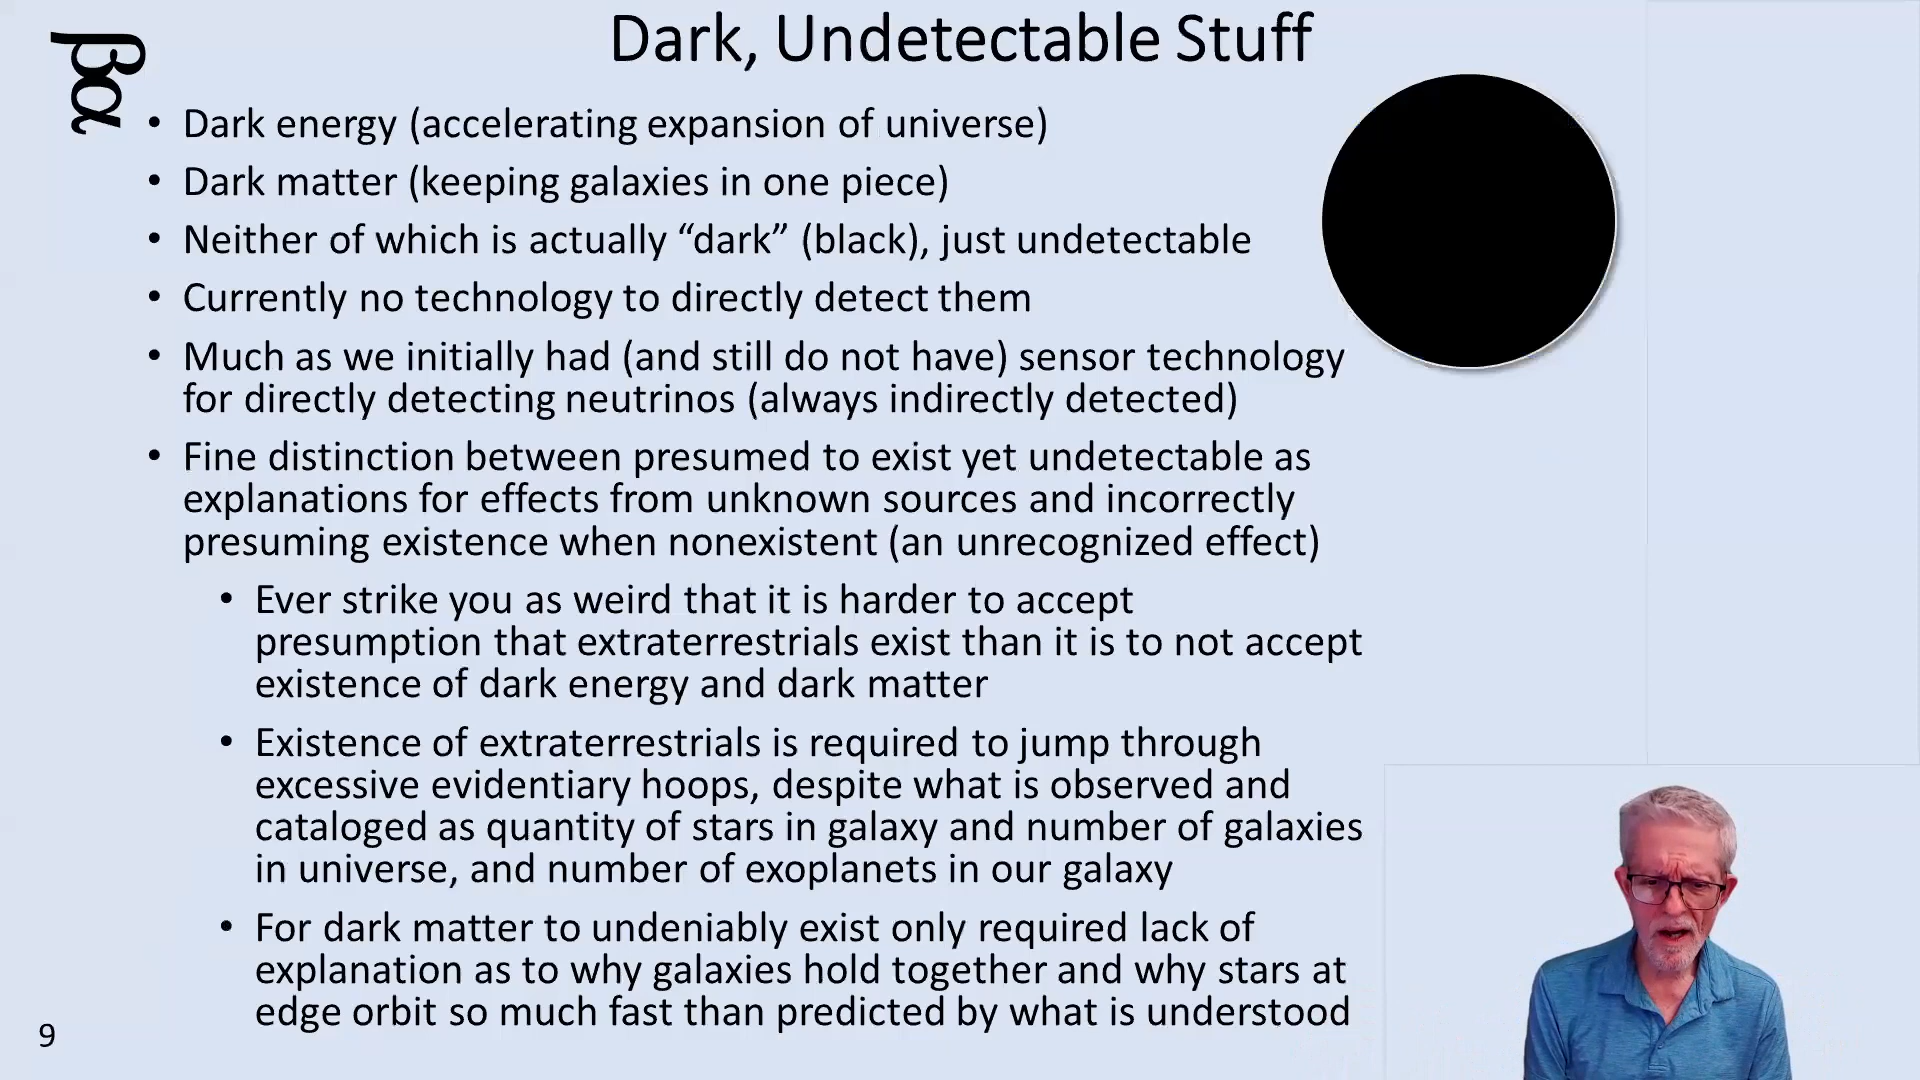 Dark, Undetectable Stuff
βα
• Dark energy (accelerating expansion of universe)
• Dark matter (keeping galaxies in one piece)
• Neither of which is actually “dark” (black), just undetectable
• Currently no technology to directly detect them
• Much as we initially had (and still do not have) sensor technology
for directly detecting neutrinos (always indirectly detected)
• Fine distinction between presumed to exist yet undetectable as
explanations for effects from unknown sources and incorrectly
presuming existence when nonexistent (an unrecognized effect)
• Ever strike you as weird that it is harder to accept
presumption that extraterrestrials exist than it is to not accept
existence of dark energy and dark matter
• Existence of extraterrestrials is required to jump through
excessive evidentiary hoops, despite what is observed and
cataloged as quantity of stars in galaxy and number of galaxies
in universe, and number of exoplanets in our galaxy
• For dark matter to undeniably exist only required lack of
explanation as to why galaxies hold together and why stars at
edge orbit so much fast than predicted by what is understood
9